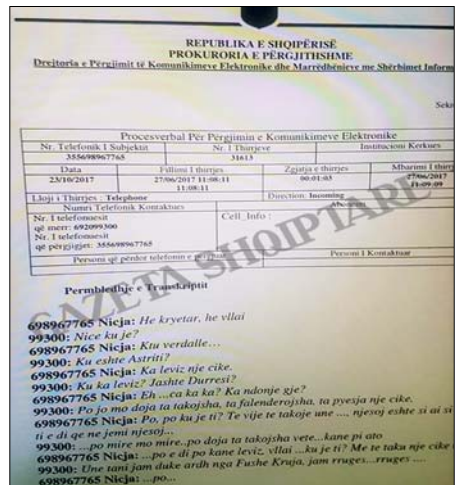 REPUBLIKA E SHQIPËRISË
PROKURORIA E PËRGJITHSHME
Drejtoria e Përgjimit të Komunikimeve Elektronike dhe Marrëdhënieve me Shërbimet Inform
Sekr
Procesverbal Për Përgjimin e Komunikimeve Elektronike
Nr. Telefonik I Subjektit Nr. I Thirrjeve Institucioni Kerkues
355698967765 31613
Data Fillimi I thirrjes Zgjatja e thirrjes Mbarimi I thirrj
23/10/2017 27/06/2017 11:08:11 00:01:03 27/06/2017
11:08:11 11:09:09
Lloji i Thirrjes : Telephone Direction: Incoming
Numri Telefonik Kontaktues
Nr. I telefonuesit Cell_Info :
që merr: 692099300
Nr. I telefonuesit
që përgjigjet: 355698967765
Personi që përdor telefonin e përgjuar Personi I Kontaktuar
GAZETA SHQIPTARE
Permbledhje e Transkriptit
698967765 Nicja: He kryetar, he vllai
99300: Nice ku je?
698967765 Nicja: Ktu verdalle...
99300: Ku eshte Astriti?
698967765 Nicja: Ka leviz nje cike.
99300: Ku ka leviz? Jashte Durresi?
698967765 Nicja: Eh ...ca ka ka? Ka ndonje gje?
99300: Po jo mo doja ta takojsha, ta falenderojsha, ta pyesja nje cike.
698967765 Nicja: Po, po ku je ti? Te vije te takoje une ...., njesoj eshte si ai si
ti e di qe ne jemi njesoj...
99300: ...po mire mo mire..po doja ta takojsha vete...kane pi ato
698967765 Nicja: ...po e di po kane leviz, vllai ...ku je ti? Me te taku nje cike
99300: Une tani jam duke ardh nga Fushe Kruja, jam rruges...rruges ....
698967765 Nicja: ...po...